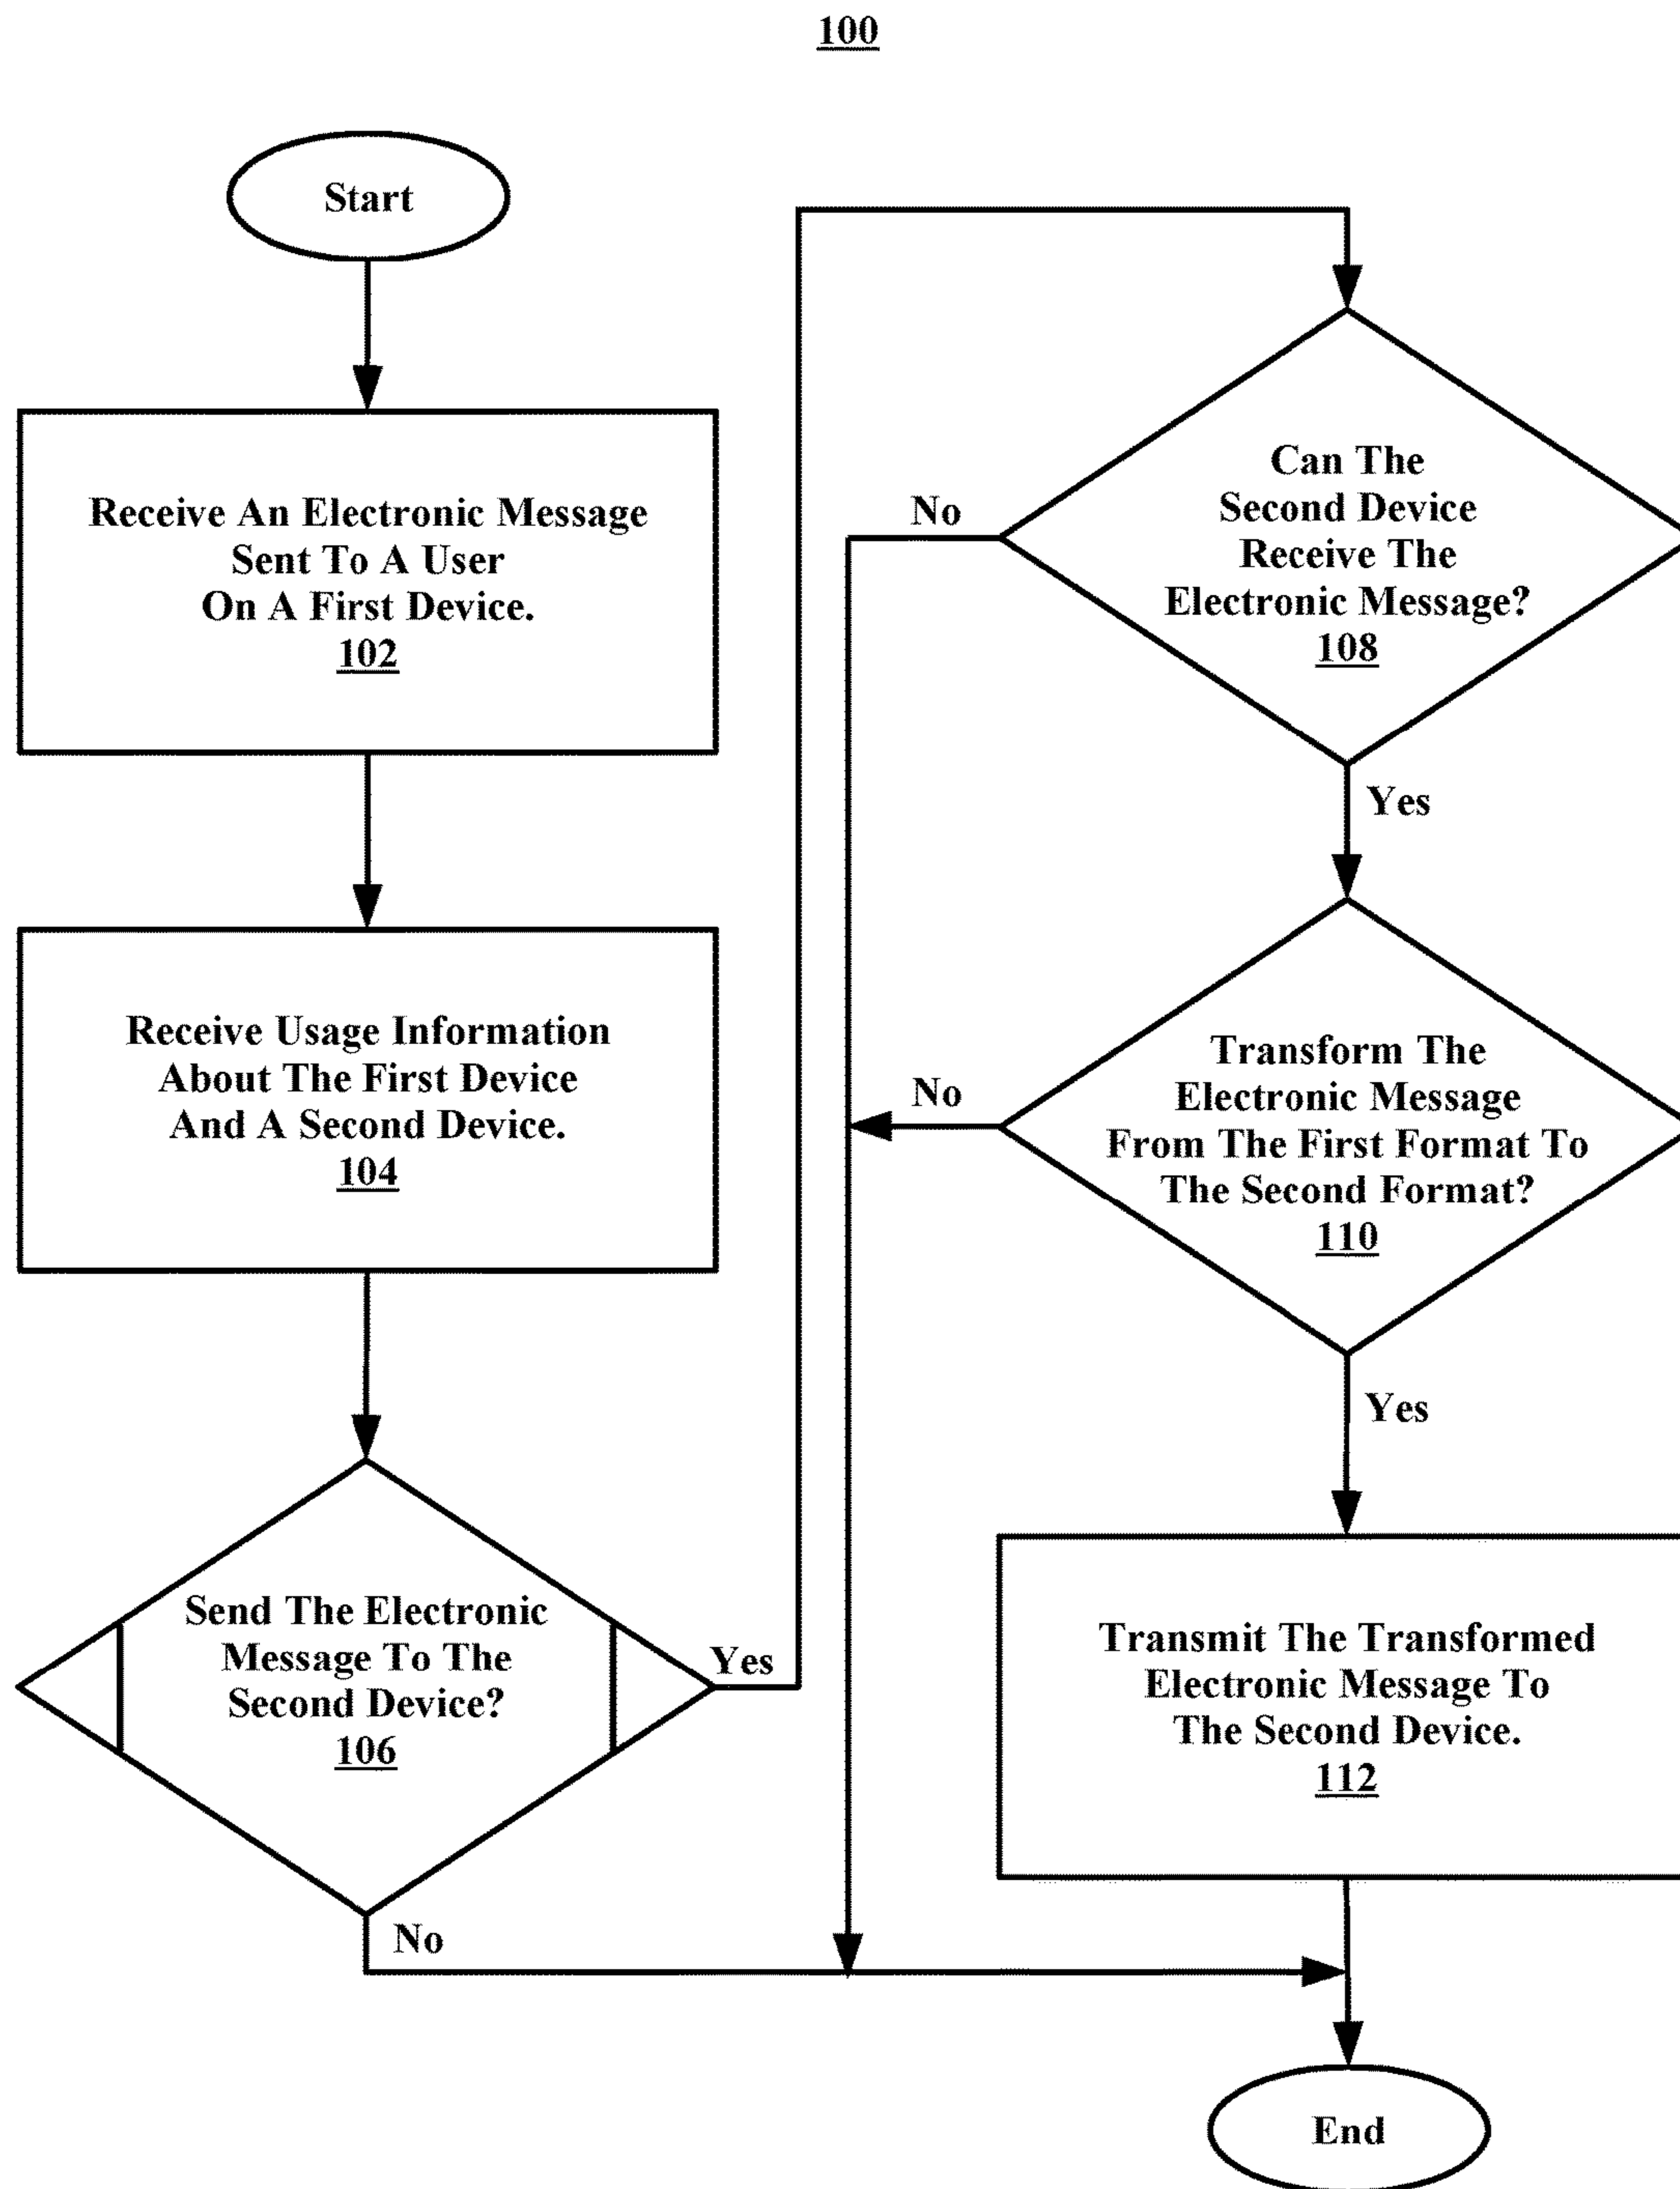 100
Start
Receive An Electronic Message
Sent To A User
On A First Device.
102
Receive Usage Information
About The First Device
And A Second Device.
104
Send The Electronic
Message To The
Second Device?
106
Yes
No
Can The
Second Device
Receive The
Electronic Message?
108
No
Yes
Transform The
Electronic Message
From The First Format To
The Second Format?
110
No
Yes
Transmit The Transformed
Electronic Message To
The Second Device.
112
End